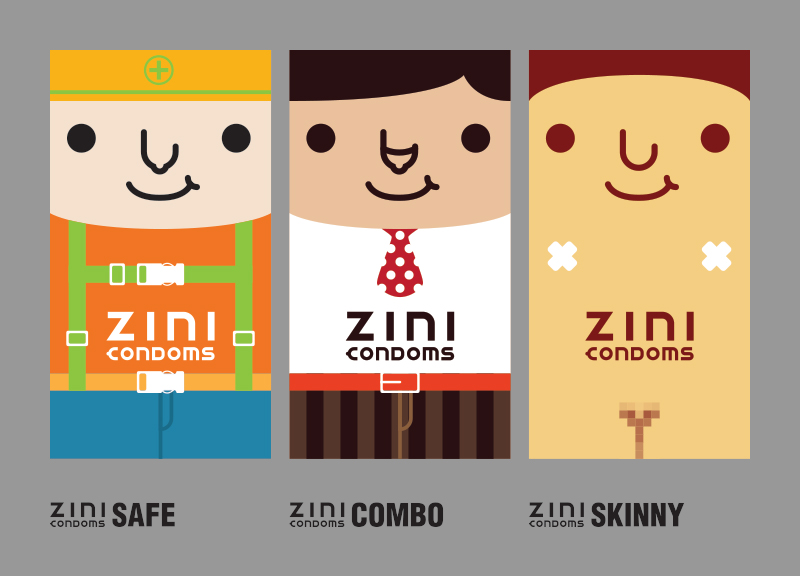 ZINI
CONDOMS
ZINI
CONDOMS
ZINI
CONDOMS
ZINI CONDOMS SAFE
ZINI CONDOMS COMBO
ZINI CONDOMS SKINNY